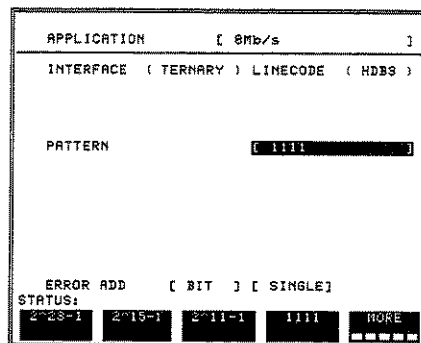 APPLICATION [ 8Mb/s ]
INTERFACE ( TERNARY ) LINECODE ( HDB3 )
PATTERN [ 1111 ]
ERROR ADD [ BIT ] [ SINGLE]
STATUS:
2^23-1 2^15-1 2^11-1 1111 MORE